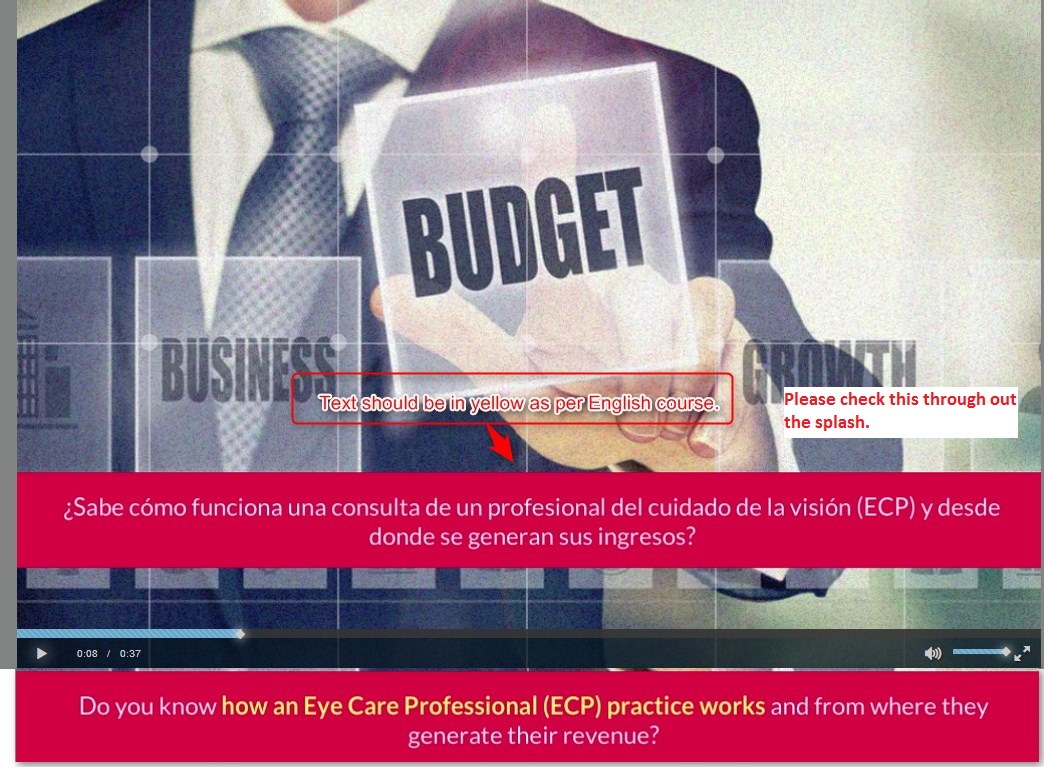 BUDGET
BUSINESS
GROWTH
Text should be in yellow as per English course.
Please check this through out
the splash.
¿Sabe cómo funciona una consulta de un profesional del cuidado de la visión (ECP) y desde
donde se generan sus ingresos?
0:08 / 0:37
Do you know how an Eye Care Professional (ECP) practice works and from where they
generate their revenue?